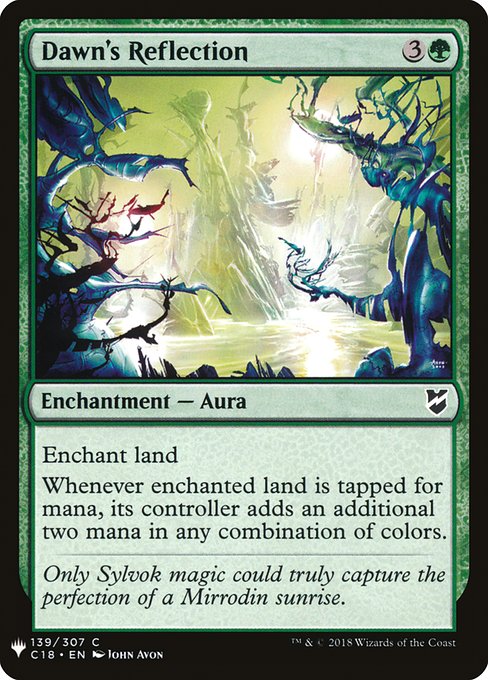 Dawn's Reflection 3
Enchantment — Aura
Enchant land
Whenever enchanted land is tapped for
mana, its controller adds an additional
two mana in any combination of colors.
Only Sylvok magic could truly capture the
perfection of a Mirrodin sunrise.
139/307 C
C18 • EN JOHN AVON
™ & © 2018 Wizards of the Coast